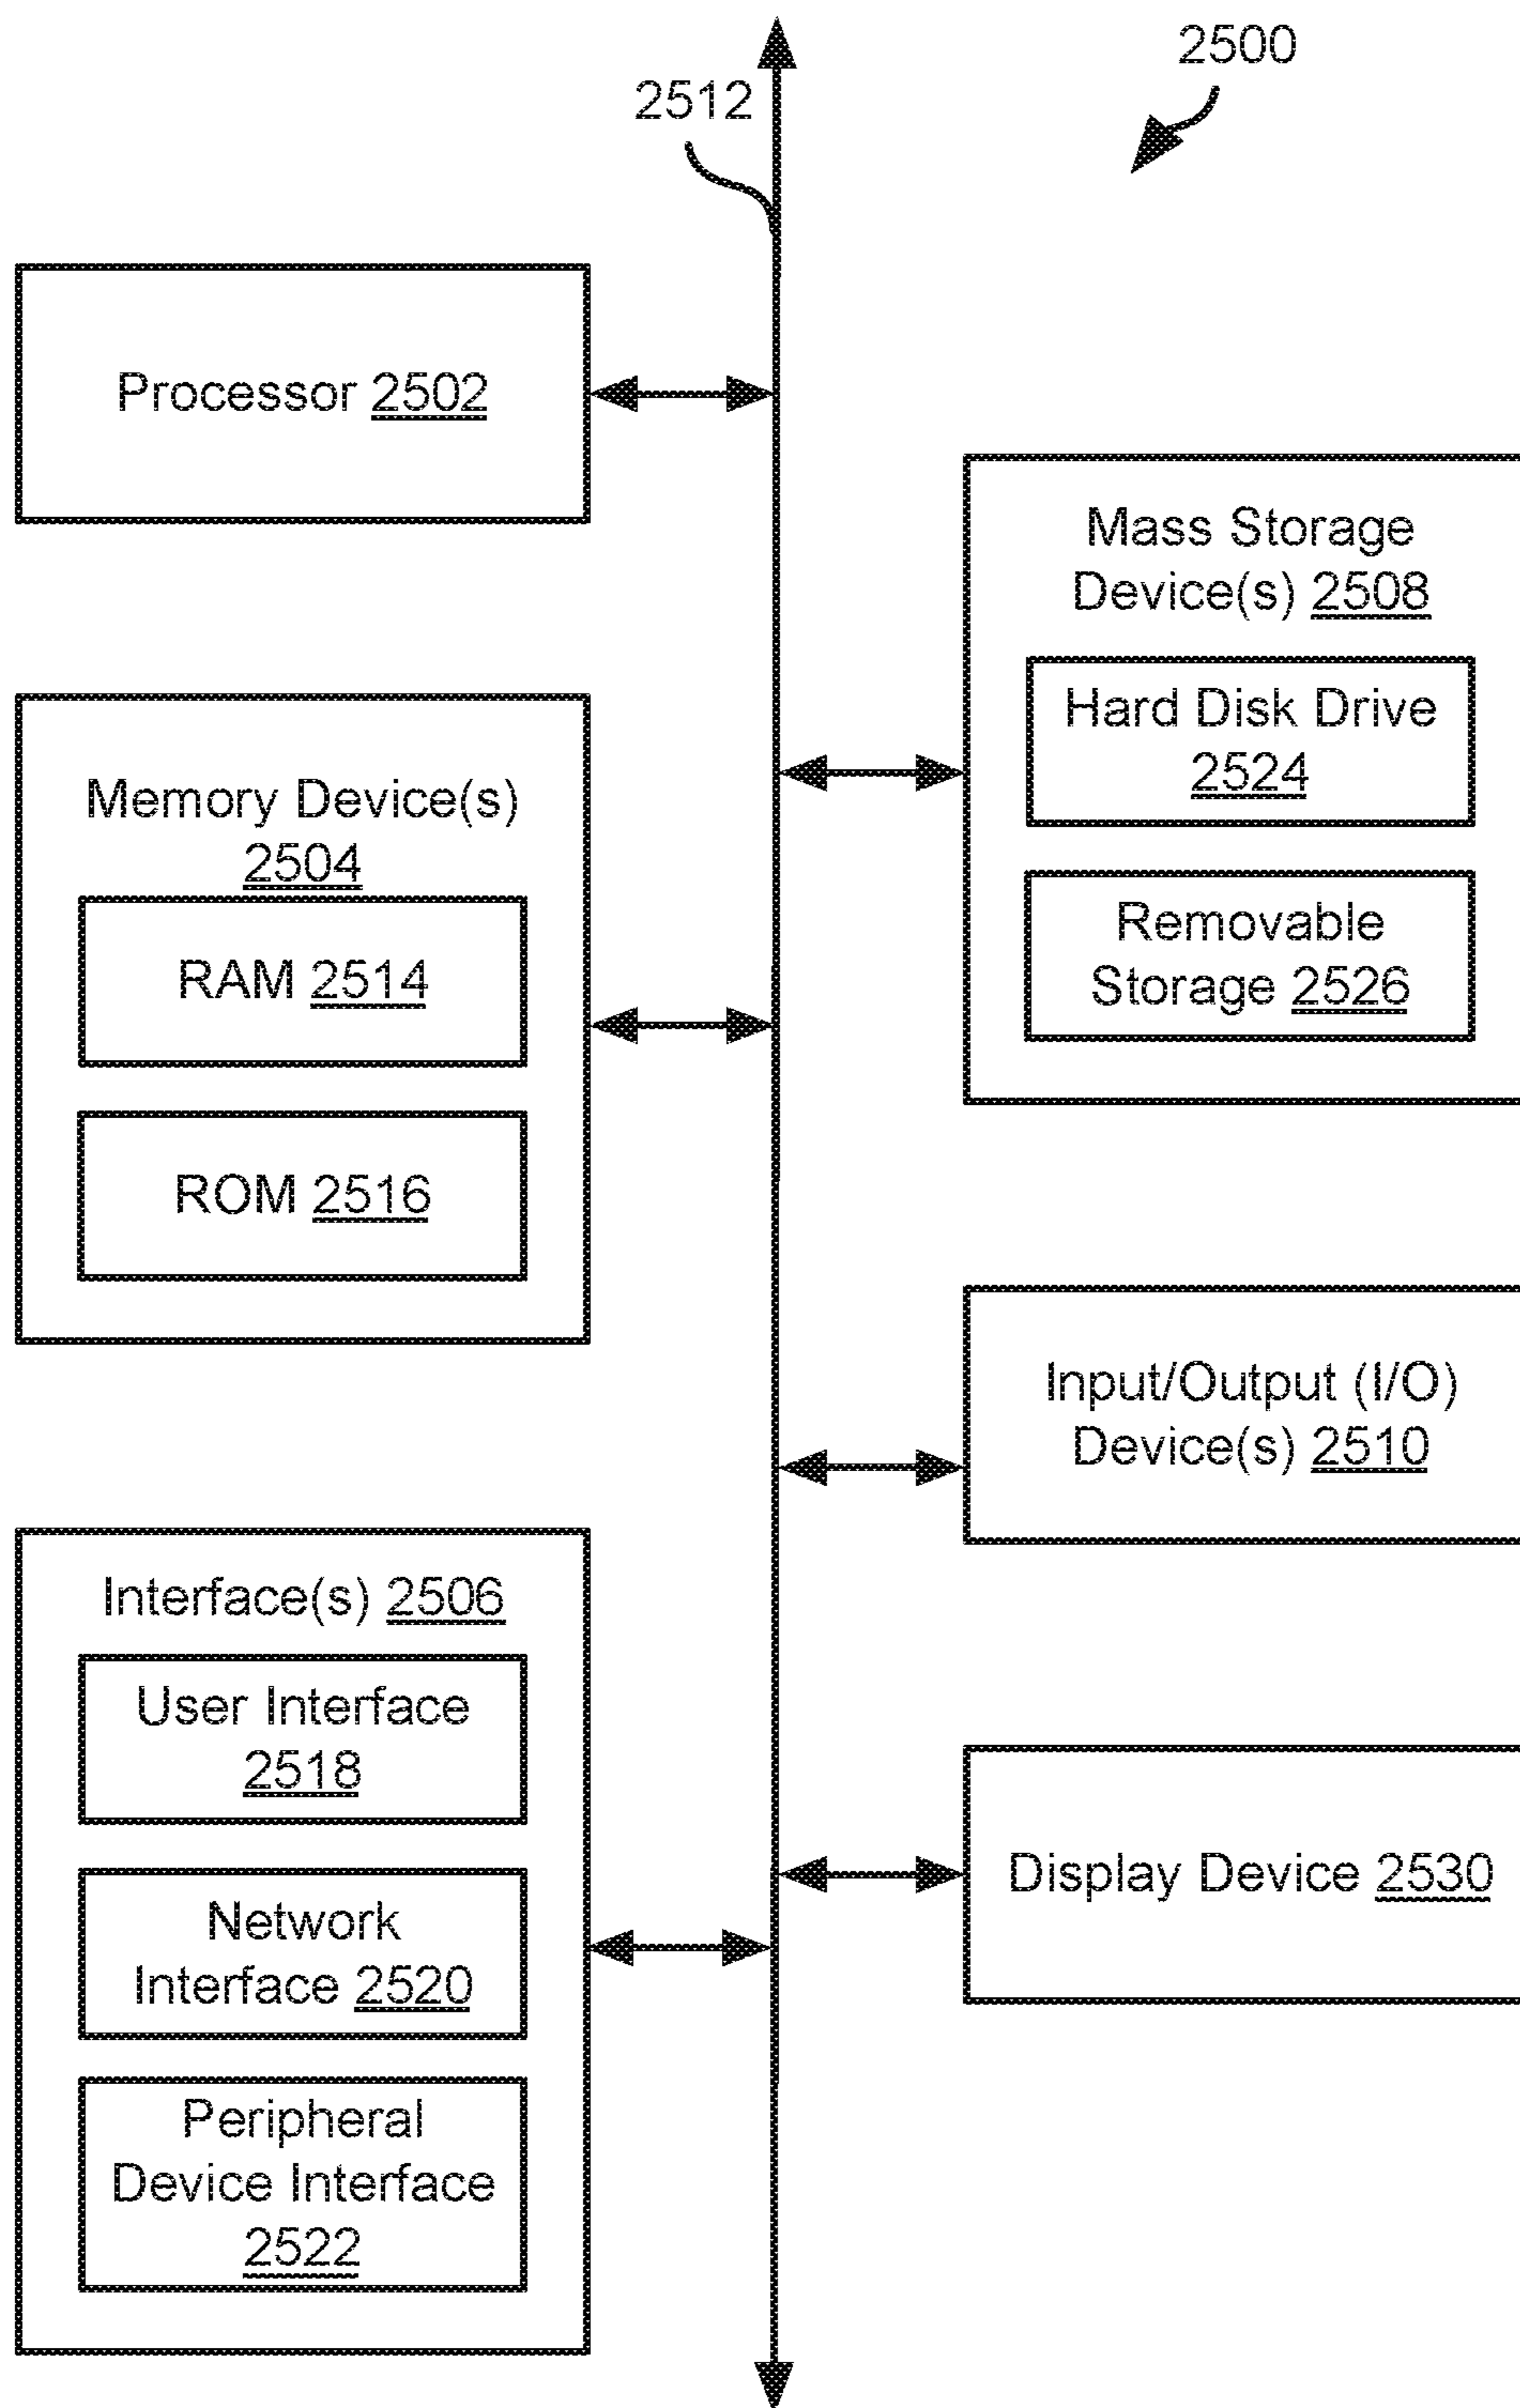 2500
2512
Processor 2502
Mass Storage
Device(s) 2508
Hard Disk Drive
2524
Removable
Storage 2526
Memory Device(s)
2504
RAM 2514
ROM 2516
Input/Output (I/O)
Device(s) 2510
Interface(s) 2506
User Interface
2518
Network
Interface 2520
Peripheral
Device Interface
2522
Display Device 2530